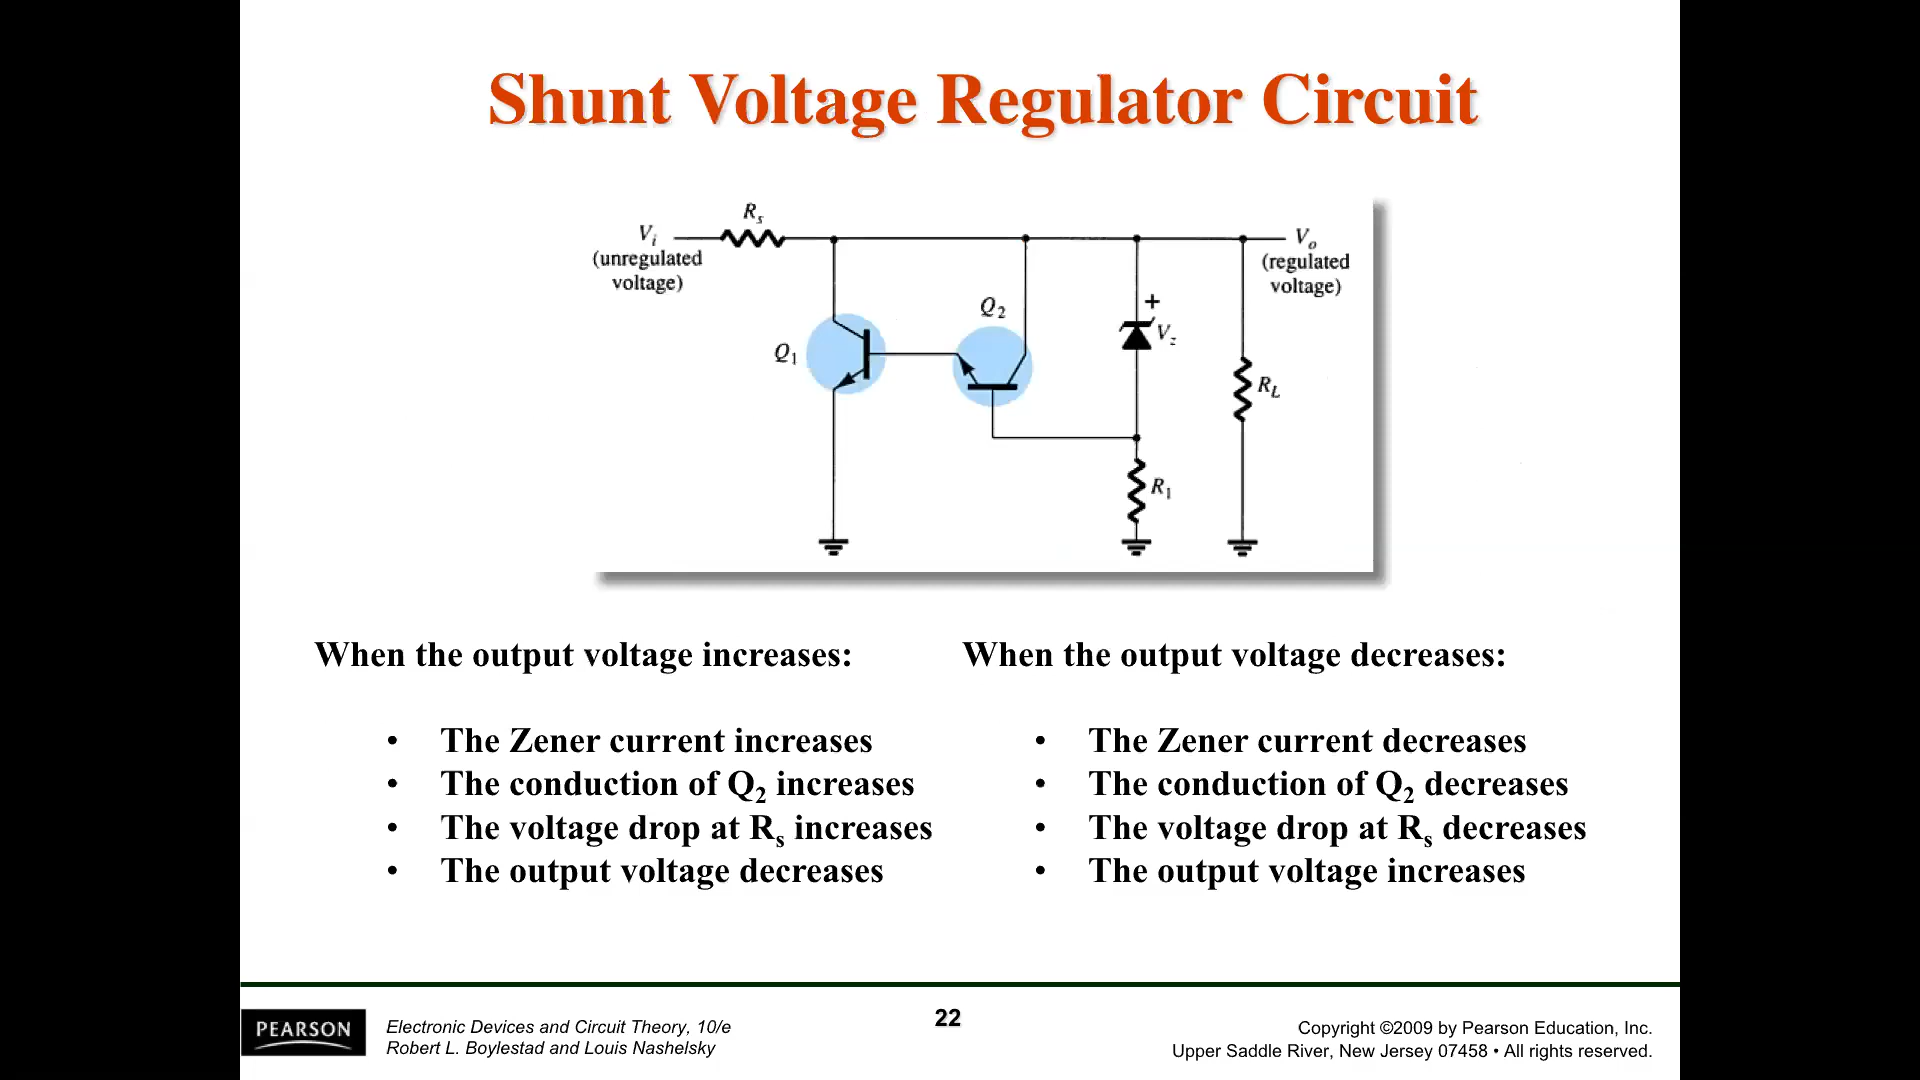 Shunt Voltage Regulator Circuit
Rs
Vi
(unregulated
voltage)
Vo
(regulated
voltage)
Q2
+
Vz
Q1
RL
R1
When the output voltage increases:
• The Zener current increases
• The conduction of Q2 increases
• The voltage drop at Rs increases
• The output voltage decreases
When the output voltage decreases:
• The Zener current decreases
• The conduction of Q2 decreases
• The voltage drop at Rs decreases
• The output voltage increases
PEARSON
Electronic Devices and Circuit Theory, 10/e
Robert L. Boylestad and Louis Nashelsky
22
Copyright ©2009 by Pearson Education, Inc.
Upper Saddle River, New Jersey 07458 • All rights reserved.